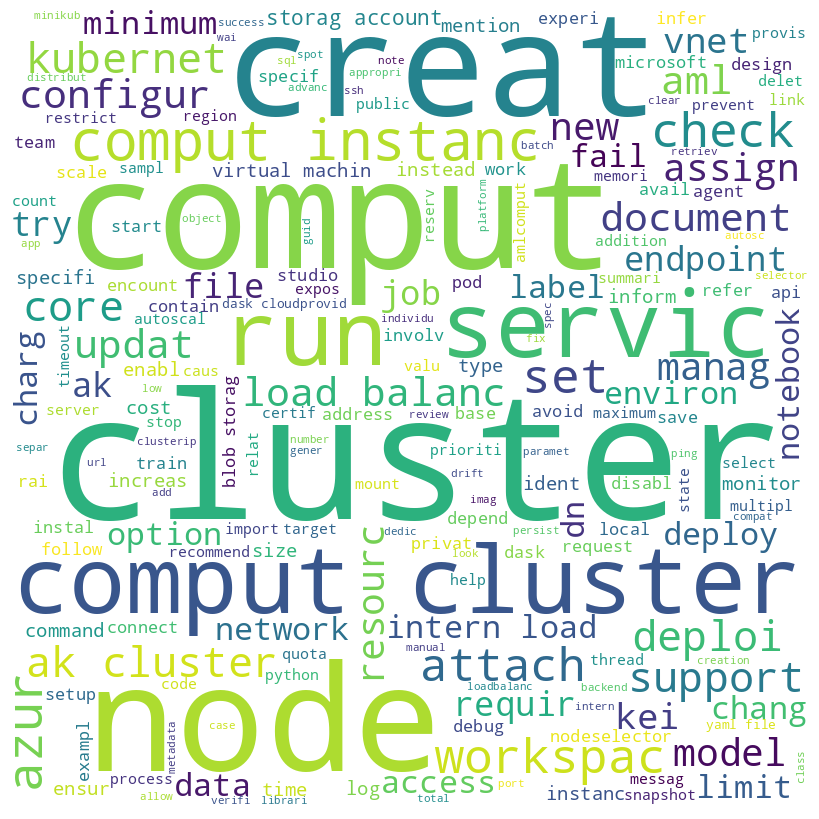 minikub
success
storag account
mention
experi
infer
minimum
wai
creat
vnet
provis
kubernet
spot
note
sql
microsoft
design
distribut
specif
appropri
aml
delet
configur
advanc
ssh
public
clear
prevent
link
restrict
region
new
check
team
comput instanc
batch
retriev
fail
assign
scale
sampl
virtual machin
instead
work
memori
avail
agent
count
comput
reserv
platform
amlcomput
document
try
start
object
guid
addition
autosc
app
endpoint
specifi
encount
file
studio
pod
label
summari
selector
contain
expos
dask cloudprovid
job
inform
refer
api
core
autoscal
individu
involv
spec
servic
notebook
charg
timeout
updat
run
valu
type
fix
manag
enabl
caus
ak
low
load balanc
set
environ
server
cost
certif
address
base
avoid
maximum
save
stop
review
separ
clusterip
blob storag
relat
number
gener
prioriti
paramet
ping
url
train
cluster
drift
ident
disabl
select
state
monitor
rai
increas
add
mount
imag
dedic
multipl
compat
instal
option
import
target
depend
persist
dn
local
deploy
follow
recommend
size
resourc
privat
look
dask
request
comput cluster
help
command
connect
network
manual
intern load
deploi
quota
thread
creation
ak cluster
python
attach
loadbalanc
backend
support
azur
setup
code
node
requir
intern
kei
yaml file
chang
exampl
case
debug
nodeselector
class
workspac
model
process
metadata
data
time
log
access
port
messag
limit
ensur
allow
verifi
librari
total
instanc
snapshot